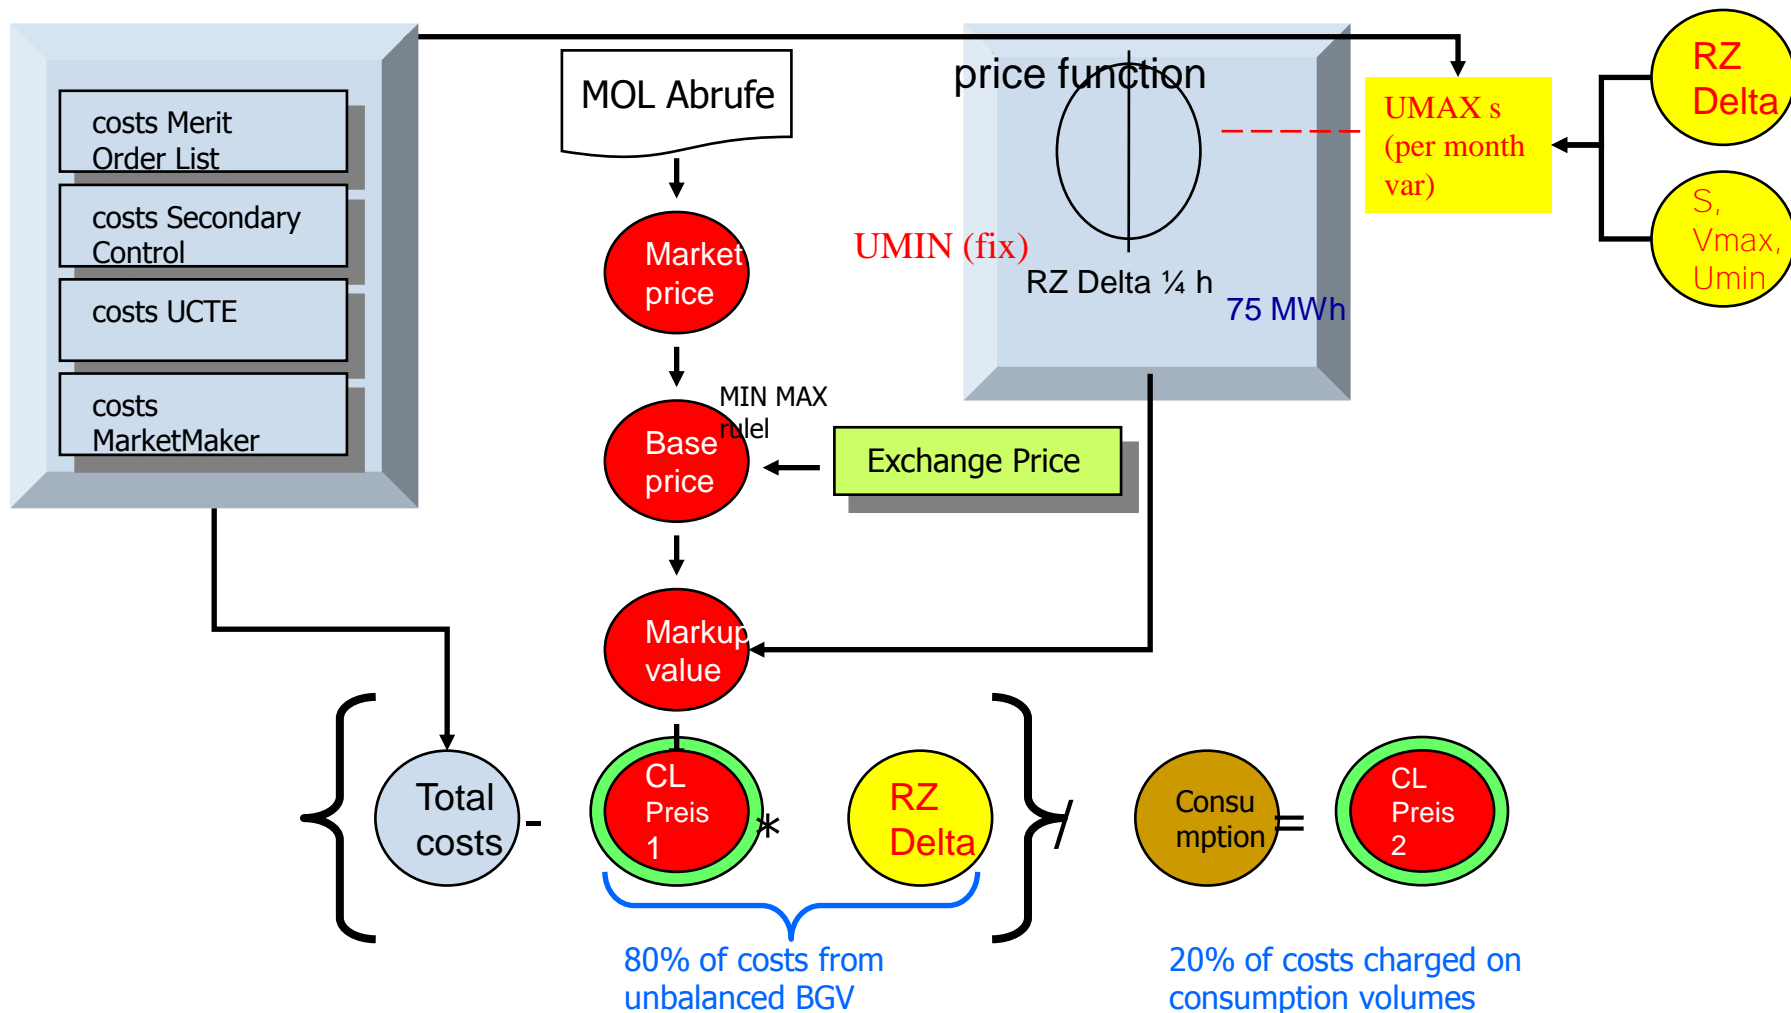 costs Merit
Order List
costs Secondary
Control
costs UCTE
costs
MarketMaker
MOL Abrufe
Market
price
MIN MAX
rulel
Base
price
Exchange Price
Markup
value
price function
UMIN (fix)
RZ Delta ¼ h
75 MWh
UMAX s
(per month
var)
RZ
Delta
S,
Vmax,
Umin
Total
costs
-
CL
Preis
1
*
RZ
Delta
/
Consu
mption
=
CL
Preis
2
80% of costs from
unbalanced BGV
20% of costs charged on
consumption volumes